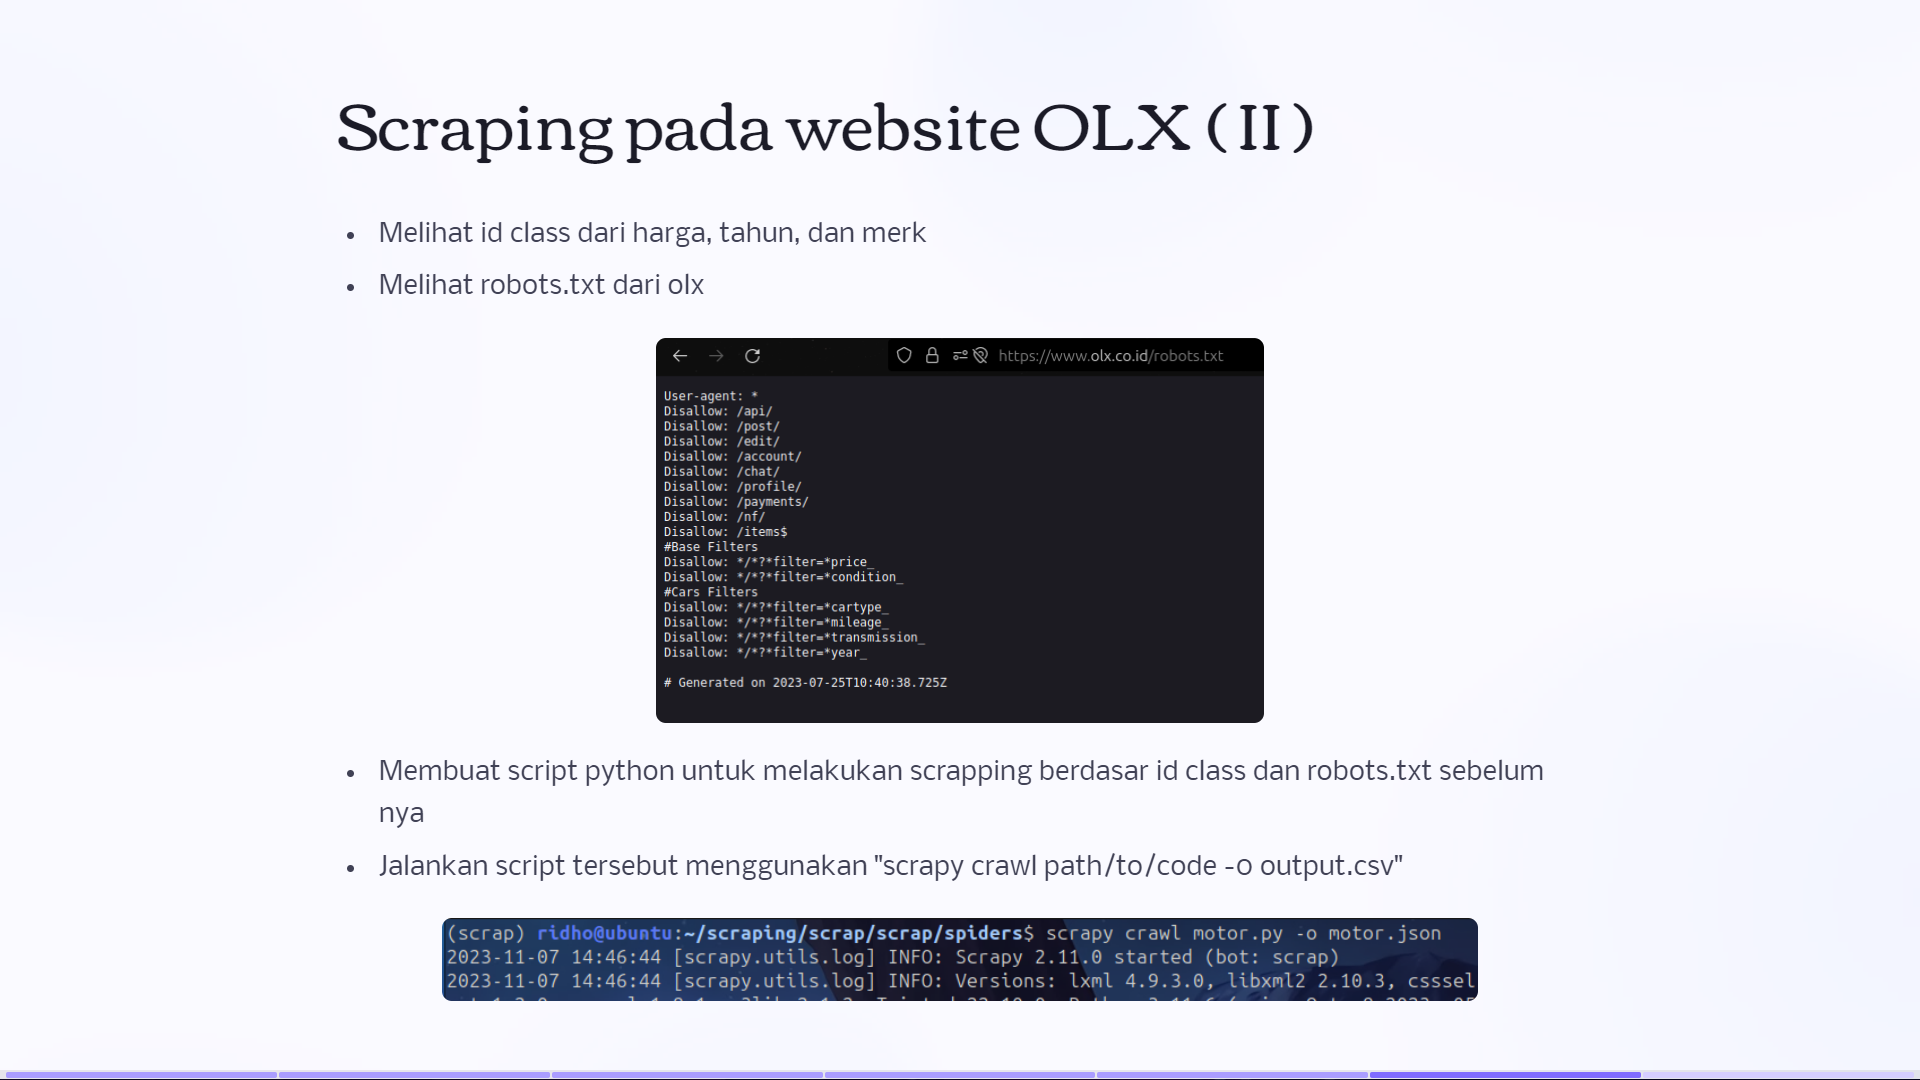 Scraping pada website OLX ( II )
• Melihat id class dari harga, tahun, dan merk
• Melihat robots.txt dari olx
https://www.olx.co.id/robots.txt
User-agent: *
Disallow: /api/
Disallow: /post/
Disallow: /edit/
Disallow: /account/
Disallow: /chat/
Disallow: /profile/
Disallow: /payments/
Disallow: /nf/
Disallow: /items$
#Base Filters
Disallow: */*?*filter=*price_
Disallow: */*?*filter=*condition_
#Cars Filters
Disallow: */*?*filter=*cartype_
Disallow: */*?*filter=*mileage_
Disallow: */*?*filter=*transmission_
Disallow: */*?*filter=*year_
# Generated on 2023-07-25T10:40:38.725Z
• Membuat script python untuk melakukan scrapping berdasar id class dan robots.txt sebelum
nya
• Jalankan script tersebut menggunakan "scrapy crawl path/to/code -o output.csv"
(scrap) ridho@ubuntu:~/scraping/scrap/scrap/spiders$ scrapy crawl motor.py -o motor.json
2023-11-07 14:46:44 [scrapy.utils.log] INFO: Scrapy 2.11.0 started (bot: scrap)
2023-11-07 14:46:44 [scrapy.utils.log] INFO: Versions: lxml 4.9.3.0, libxml2 2.10.3, csssel